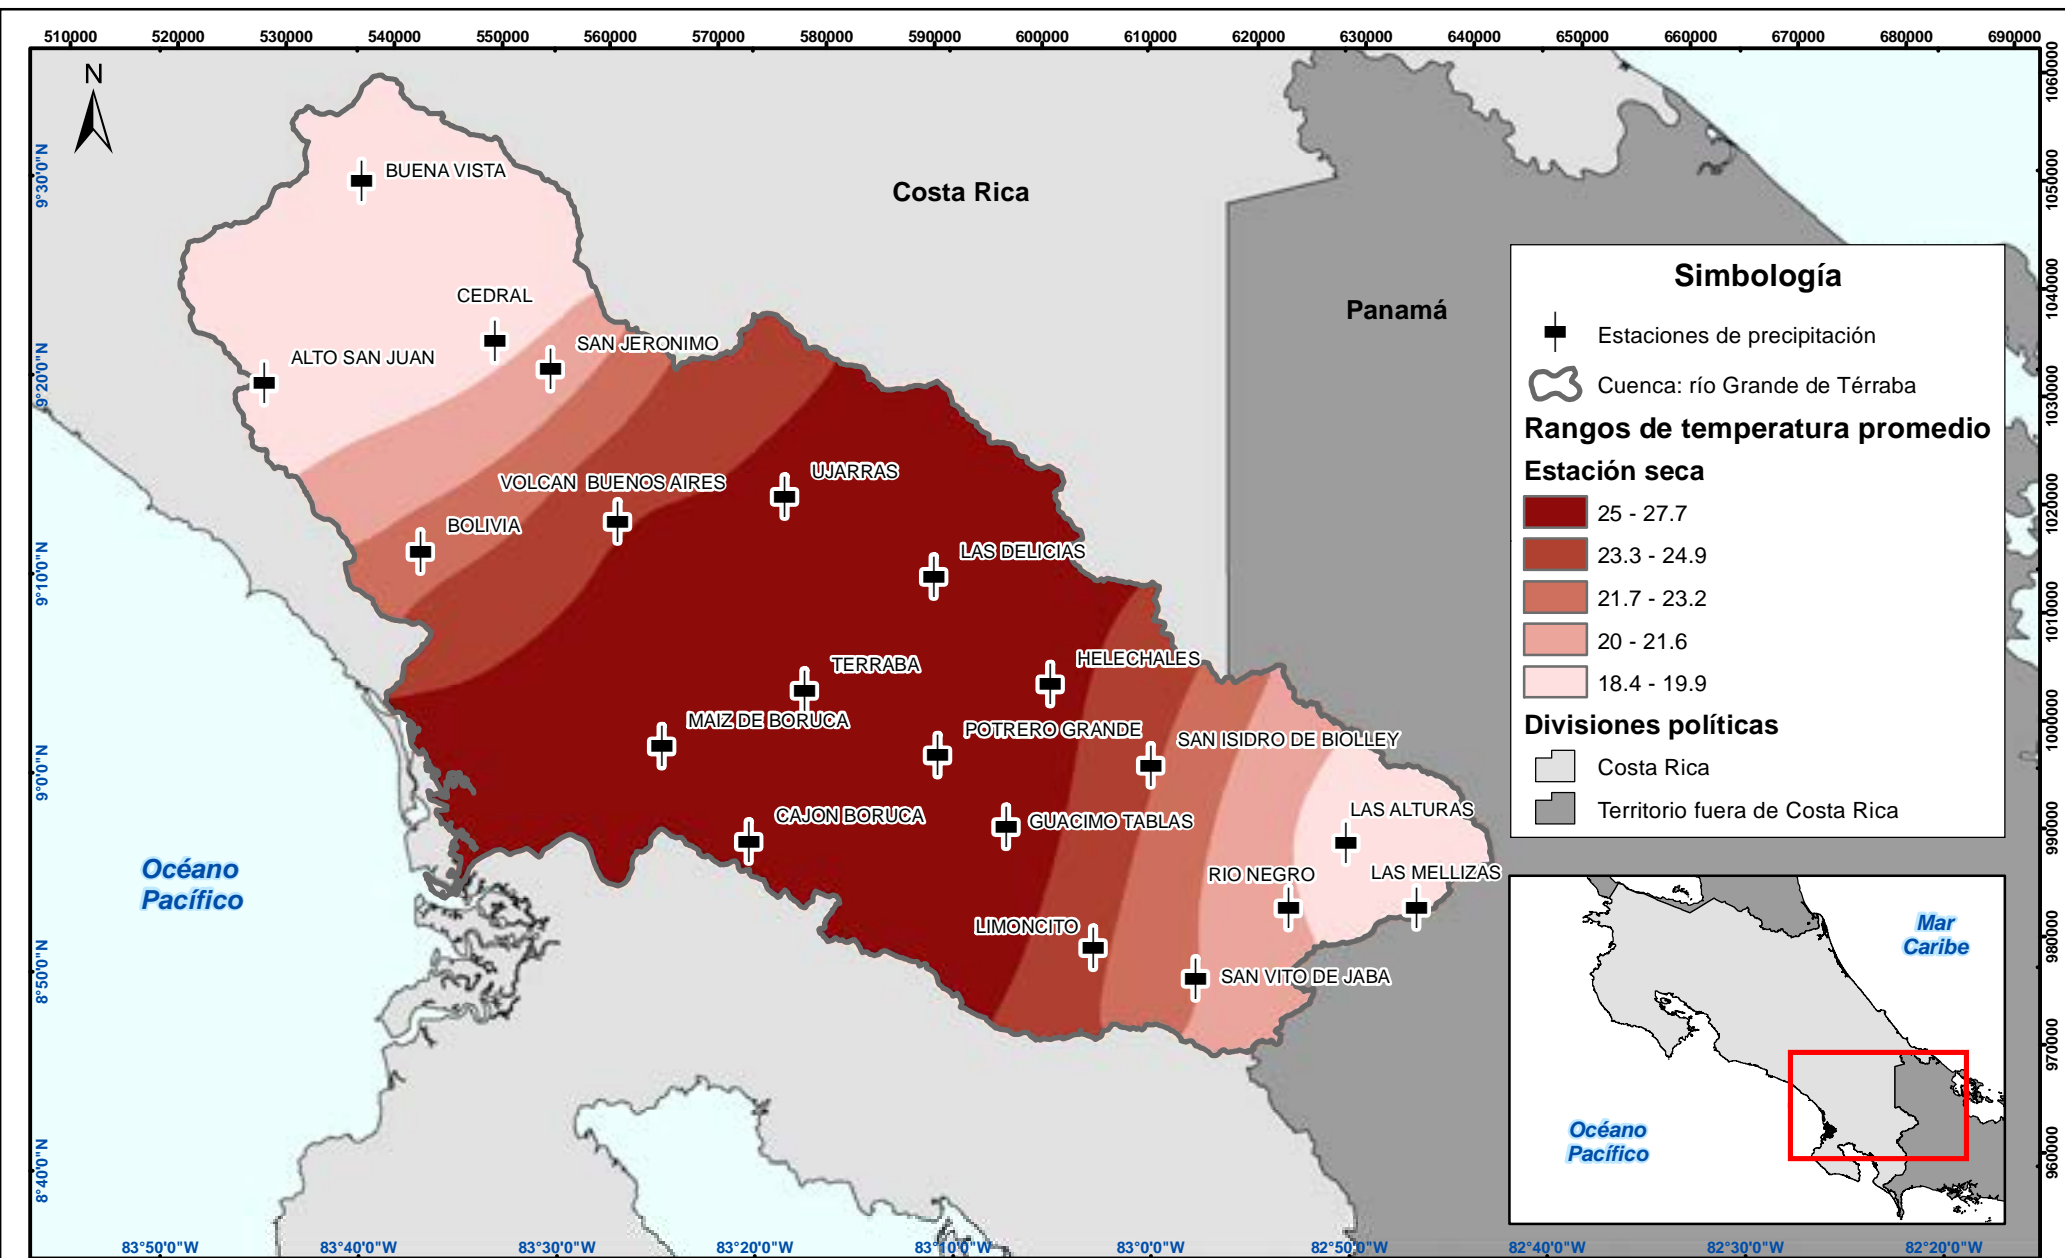 510000 520000 530000 540000 550000 560000 570000 580000 590000 600000 610000 620000 630000 640000 650000 660000 670000 680000 690000
N
Costa Rica
Panamá
BUENA VISTA
CEDRAL
SAN JERONIMO
ALTO SAN JUAN
VOLCAN BUENOS AIRES
UJARRAS
BOLIVIA
LAS DELICIAS
TERRABA
HELECHALES
MAIZ DE BORUCA
POTRERO GRANDE
SAN ISIDRO DE BIOLLEY
CAJON BORUCA
GUACIMO TABLAS
LAS ALTURAS
RIO NEGRO
LAS MELLIZAS
LIMONCITO
SAN VITO DE JABA
Océano
Pacífico
9°30'0"N
9°20'0"N
9°10'0"N
9°0'0"N
8°50'0"N
8°40'0"N
1060000
1050000
1040000
1030000
1020000
1010000
1000000
990000
980000
970000
960000
Simbología
Estaciones de precipitación
Cuenca: río Grande de Térraba
Rangos de temperatura promedio
Estación seca
25 - 27.7
23.3 - 24.9
21.7 - 23.2
20 - 21.6
18.4 - 19.9
Divisiones políticas
Costa Rica
Territorio fuera de Costa Rica
Mar
Caribe
Océano
Pacífico
83°50'0"W 83°40'0"W 83°30'0"W 83°20'0"W 83°10'0"W 83°0'0"W 82°50'0"W 82°40'0"W 82°30'0"W 82°20'0"W